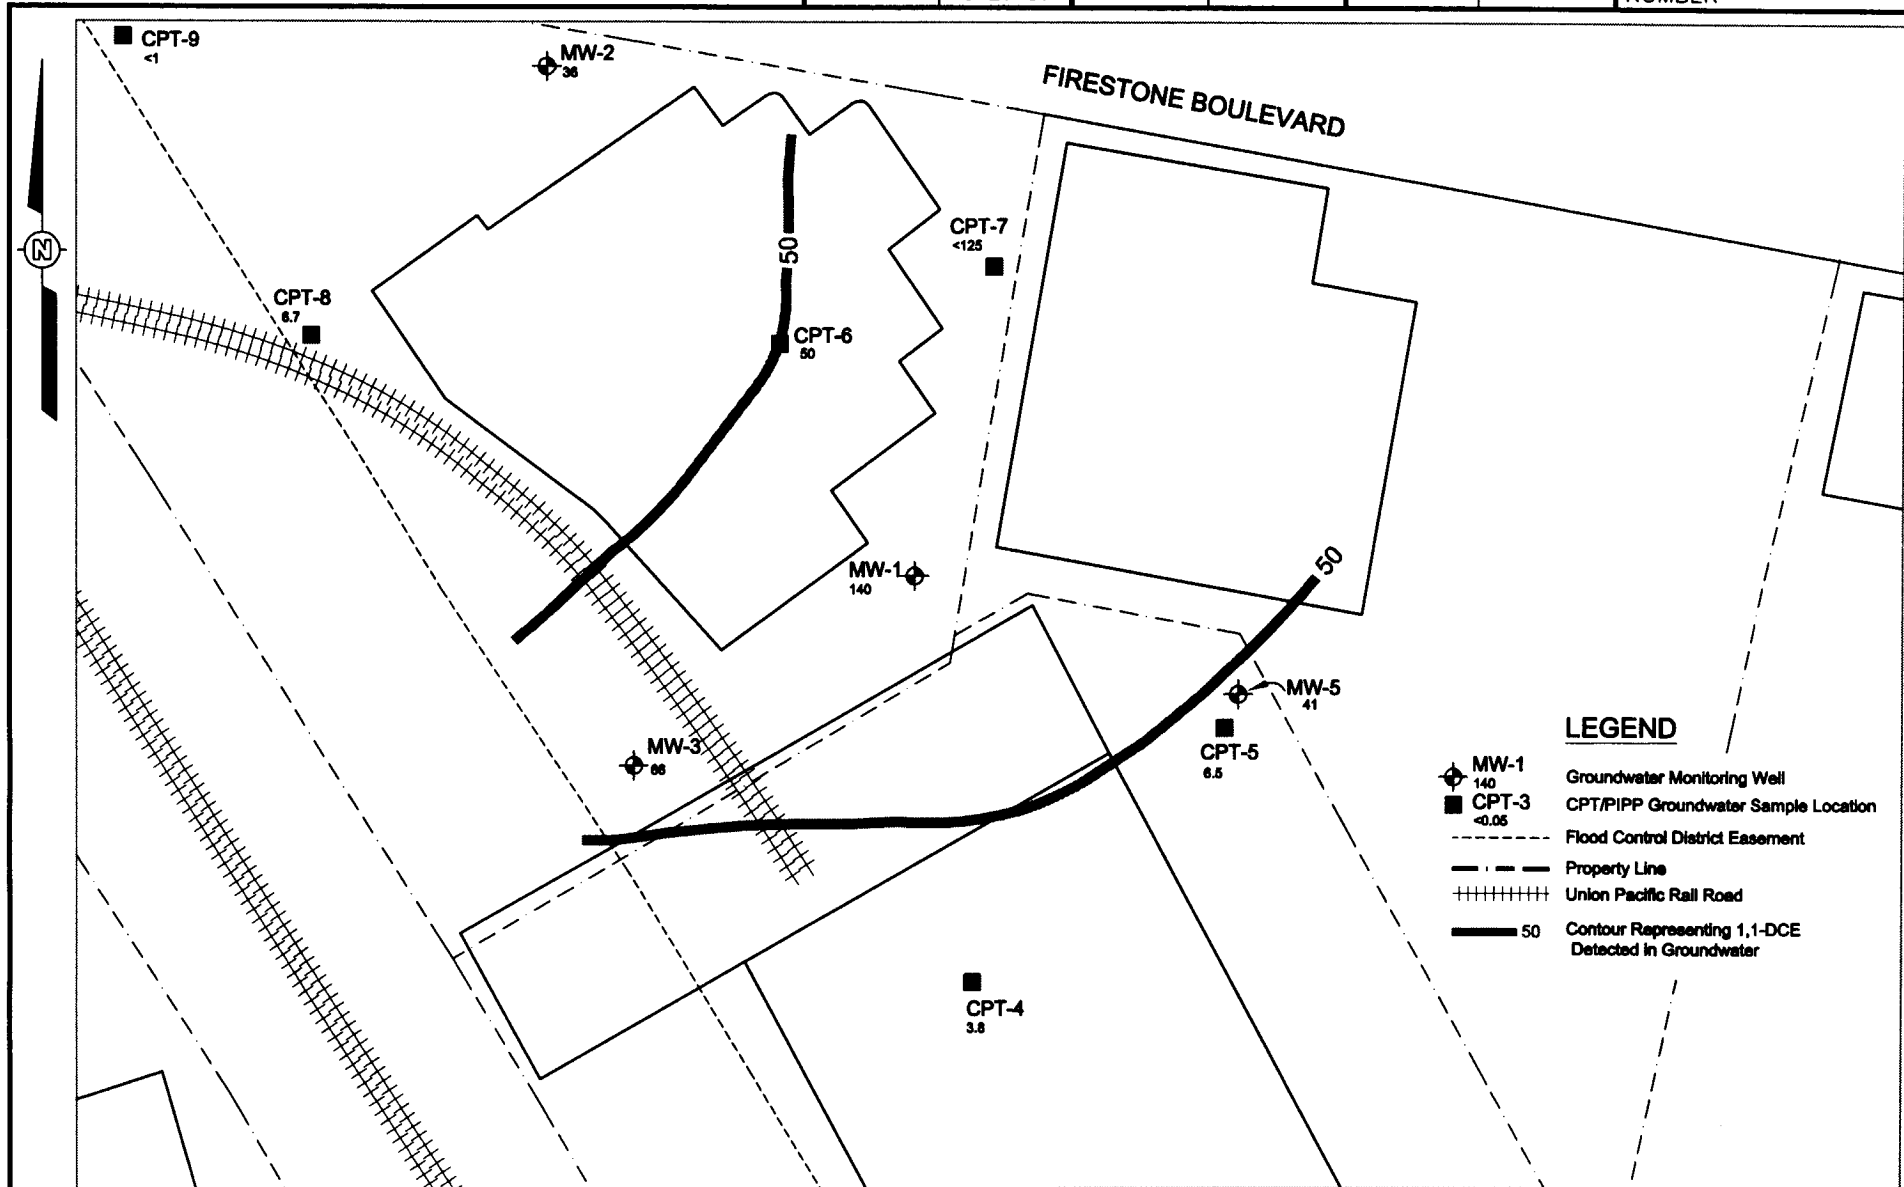 CPT-9
<1
MW-2
36
FIRESTONE BOULEVARD
N
CPT-7
<125
50
CPT-8
6.7
CPT-6
50
MW-1
140
50
MW-5
41
MW-3
66
CPT-5
6.5
CPT-4
3.8
LEGEND
MW-1
140
Groundwater Monitoring Well
CPT-3
<0.05
CPT/PIPP Groundwater Sample Location
Flood Control District Easement
Property Line
Union Pacific Rail Road
50
Contour Representing 1,1-DCE
Detected in Groundwater